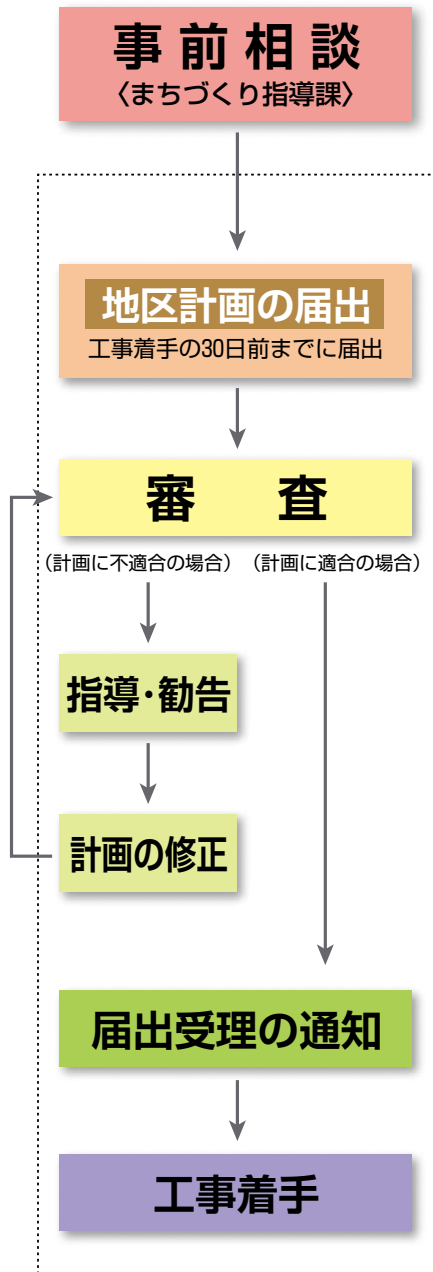 事前相談
〈まちづくり指導課〉
地区計画の届出
工事着手の30日前までに届出
審　査
(計画に不適合の場合) (計画に適合の場合)
指導・勧告
計画の修正
届出受理の通知
工事着手